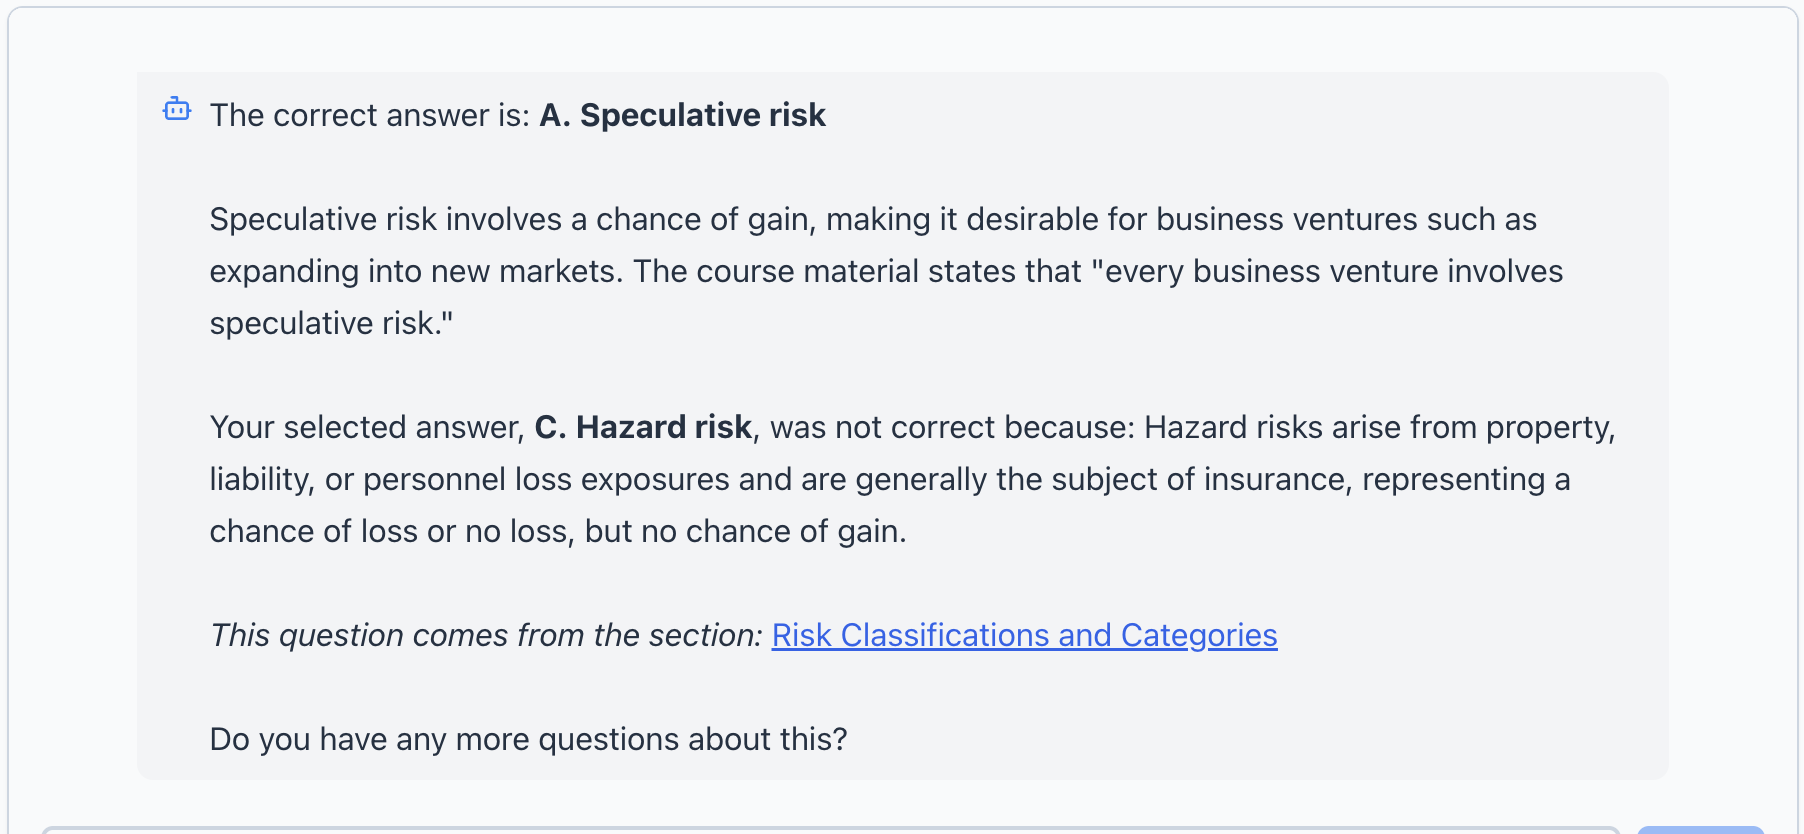 The correct answer is: A. Speculative risk
Speculative risk involves a chance of gain, making it desirable for business ventures such as
expanding into new markets. The course material states that "every business venture involves
speculative risk."
Your selected answer, C. Hazard risk, was not correct because: Hazard risks arise from property,
liability, or personnel loss exposures and are generally the subject of insurance, representing a
chance of loss or no loss, but no chance of gain.
This question comes from the section: Risk Classifications and Categories
Do you have any more questions about this?